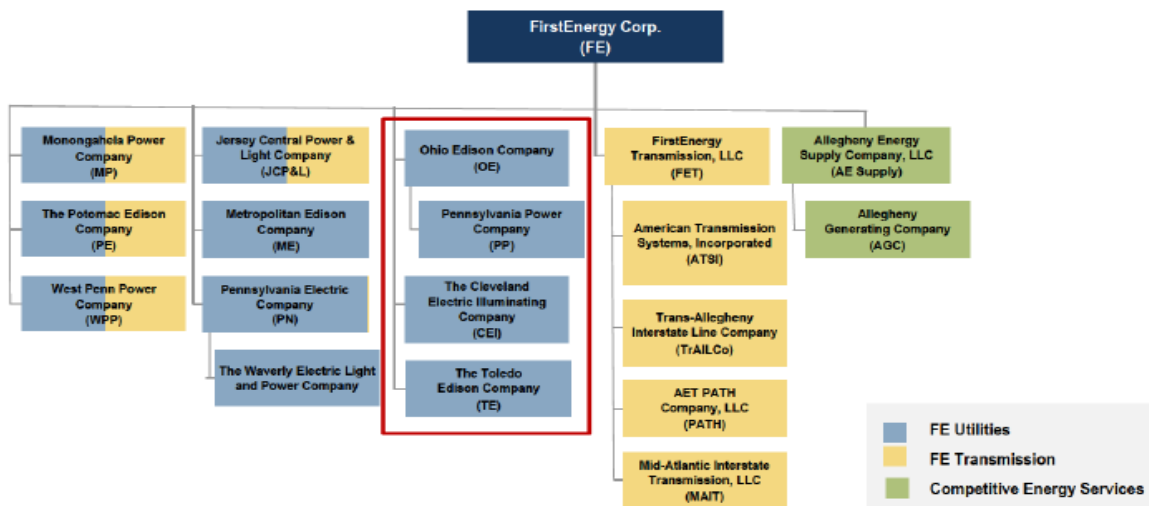 FirstEnergy Corp.
(FE)
Monongahela Power
Company
(MP)
The Potomac Edison
Company
(PE)
West Penn Power
Company
(WPP)
Jersey Central Power &
Light Company
(JCP&L)
Metropolitan Edison
Company
(ME)
Pennsylvania Electric
Company
(PN)
The Waverly Electric Light
and Power Company
Ohio Edison Company
(OE)
Pennsylvania Power
Company
(PP)
The Cleveland
Electric Illuminating
Company
(CEI)
The Toledo
Edison Company
(TE)
FirstEnergy
Transmission, LLC
(FET)
American Transmission
Systems, Incorporated
(ATSI)
Trans-Allegheny
Interstate Line Company
(TrAILCo)
AET PATH
Company, LLC
(PATH)
Mid-Atlantic Interstate
Transmission, LLC
(MAIT)
Allegheny Energy
Supply Company, LLC
(AE Supply)
Allegheny
Generating Company
(AGC)
FE Utilities
FE Transmission
Competitive Energy Services